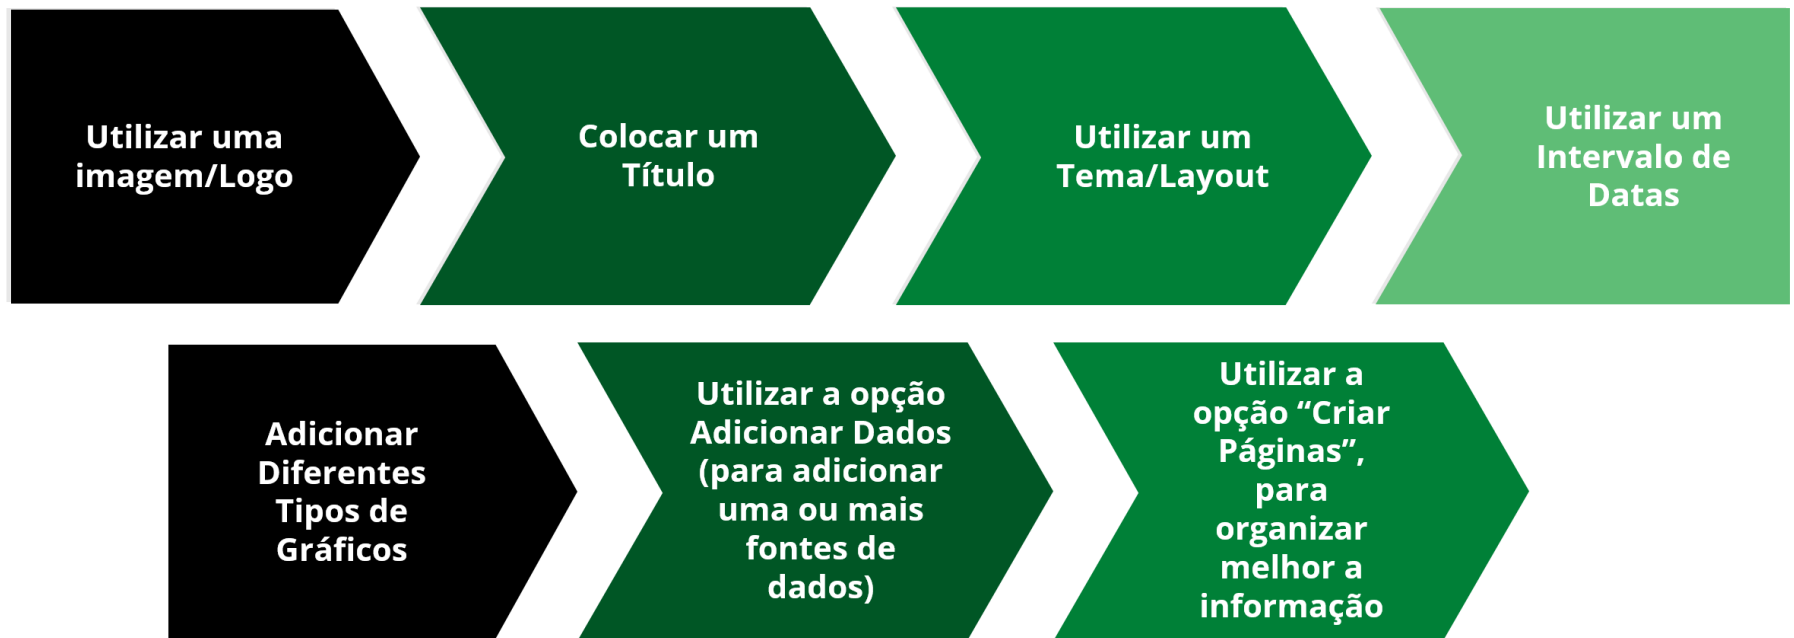 Utilizar uma
imagem/Logo
Colocar um
Título
Utilizar um
Tema/Layout
Utilizar um
Intervalo de
Datas
Adicionar
Diferentes
Tipos de
Gráficos
Utilizar a opção
Adicionar Dados
(para adicionar
uma ou mais
fontes de
dados)
Utilizar a
opção “Criar
Páginas”,
para
organizar
melhor a
informação